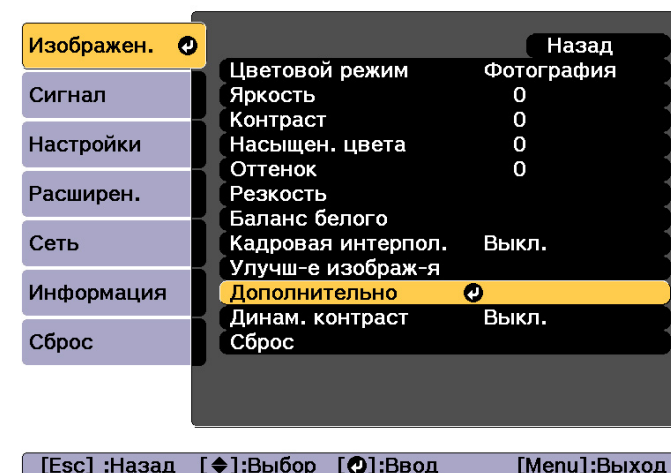 Изображен.
Сигнал
Настройки
Расширен.
Сеть
Информация
Сброс
Назад
Цветовой режим Фотография
Яркость 0
Контраст 0
Насыщен. цвета 0
Оттенок 0
Резкость
Баланс белого
Кадровая интерпол. Выкл.
Улучш-е изображ-я
Дополнительно
Динам. контраст Выкл.
Сброс
[Esc] :Назад [◆]:Выбор [↵]:Ввод [Menu]:Выход